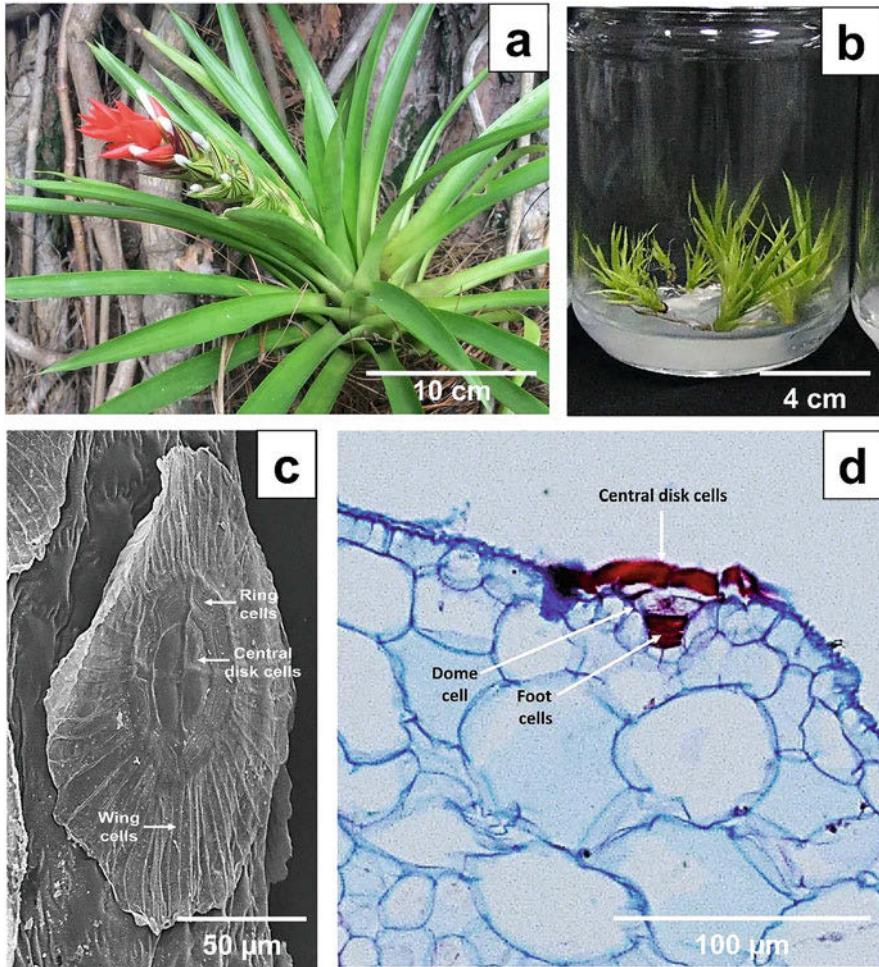 a
10 cm
b
4 cm
c
Ring
cells
Central
disk cells
Wing
cells
50 µm
d
Central disk cells
Dome
cell
Foot
cells
100 µm